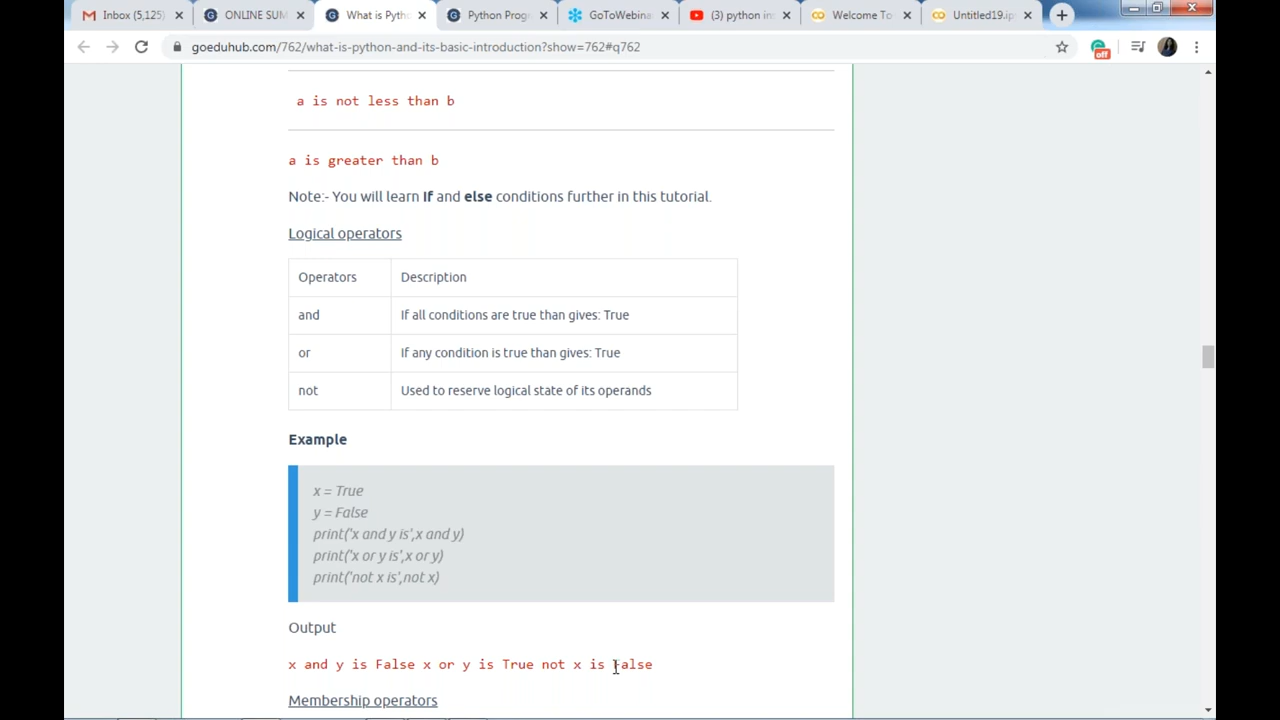 Inbox (5,125)
ONLINE SUM
What is Pyth
Python Prog
GoToWebina
(3) python in
Welcome To
Untitled19.ip
goeduhub.com/762/what-is-python-and-its-basic-introduction?show=762#q762
off
a is not less than b
a is greater than b
Note:- You will learn If and else conditions further in this tutorial.
Logical operators
Operators Description
and If all conditions are true than gives: True
or If any condition is true than gives: True
not Used to reserve logical state of its operands
Example
x = True
y = False
print('x and y is',x and y)
print('x or y is',x or y)
print('not x is',not x)
Output
x and y is False x or y is True not x is False
Membership operators